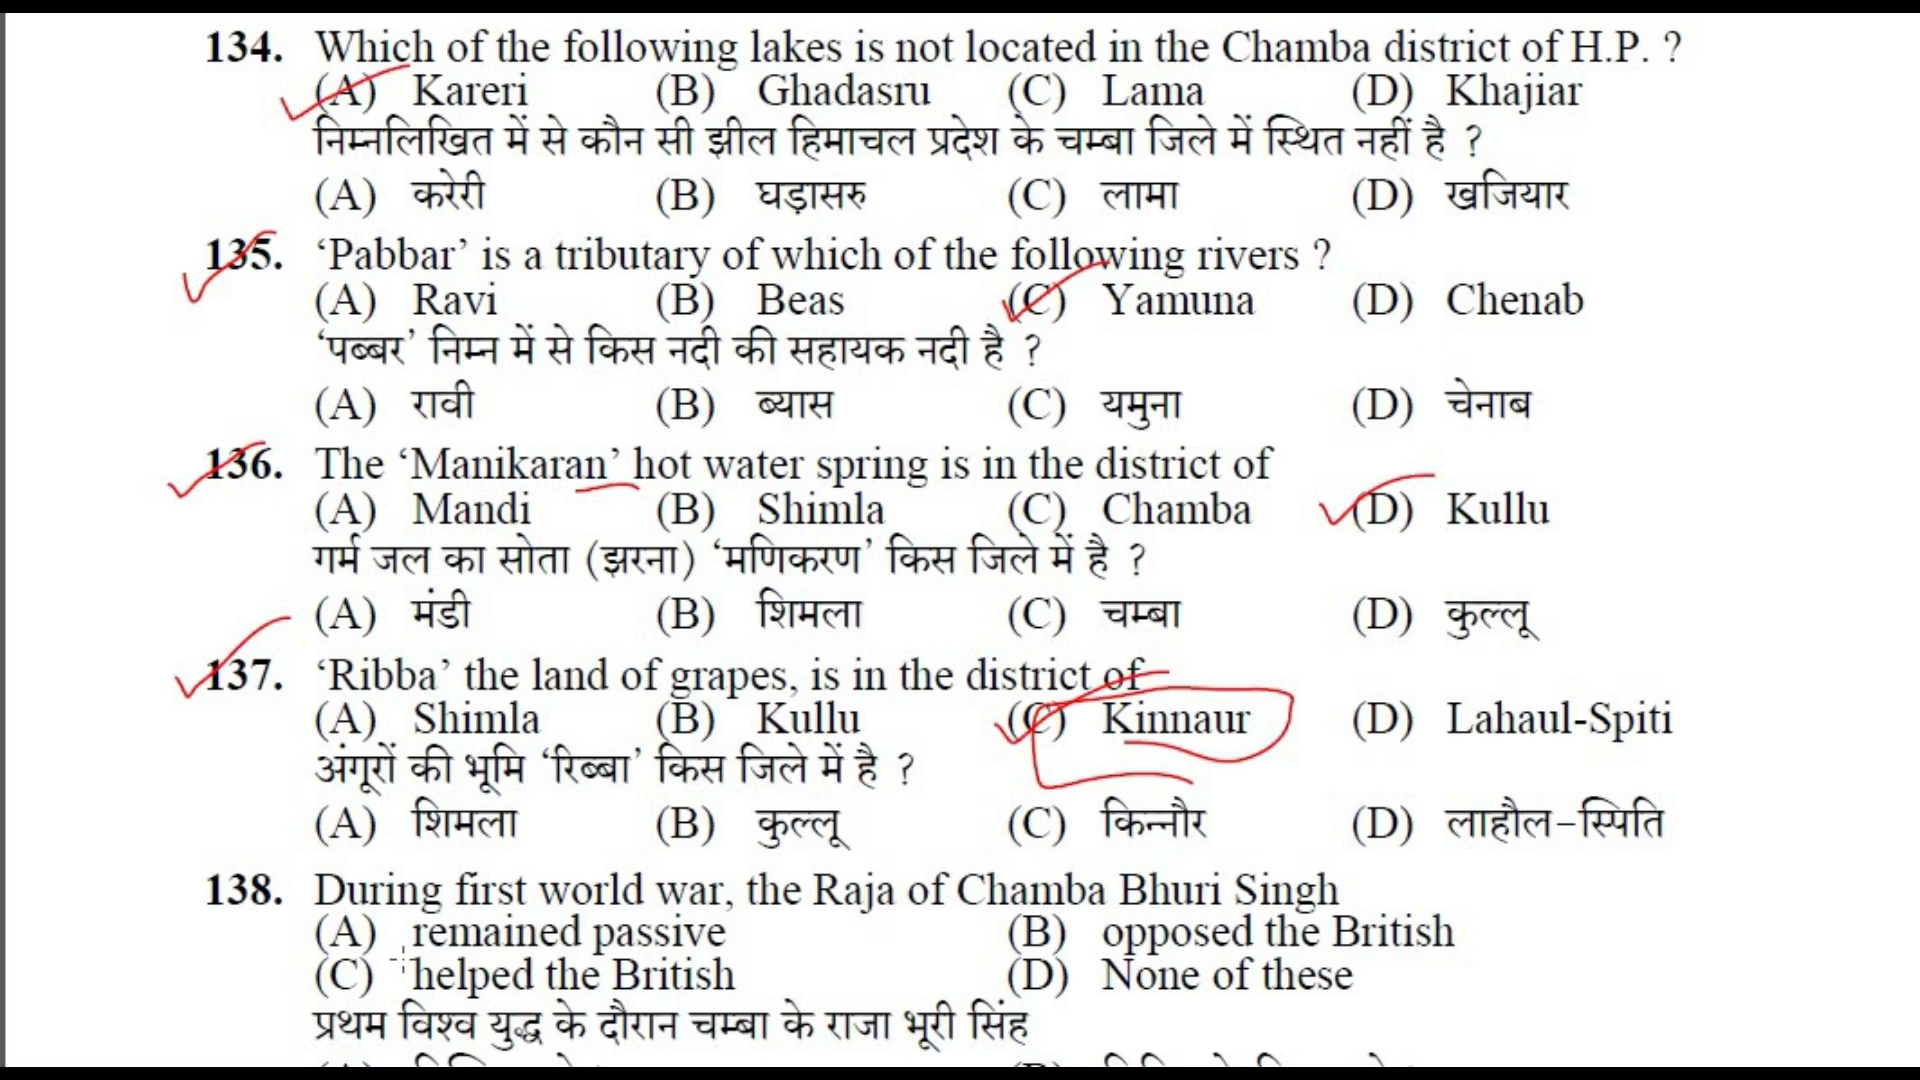 134. Which of the following lakes is not located in the Chamba district of H.P. ?
(A) Kareri (B) Ghadasru (C) Lama (D) Khajiar
निम्नलिखित में से कौन सी झील हिमाचल प्रदेश के चम्बा जिले में स्थित नहीं है ?
(A) करेरी (B) घड़ासरु (C) लामा (D) खजियार
135. ‘Pabbar’ is a tributary of which of the following rivers ?
(A) Ravi (B) Beas (C) Yamuna (D) Chenab
‘पब्बर’ निम्न में से किस नदी की सहायक नदी है ?
(A) रावी (B) ब्यास (C) यमुना (D) चेनाब
136. The ‘Manikaran’ hot water spring is in the district of
(A) Mandi (B) Shimla (C) Chamba (D) Kullu
गर्म जल का सोता (झरना) ‘मणिकरण’ किस जिले में है ?
(A) मंडी (B) शिमला (C) चम्बा (D) कुल्लू
137. ‘Ribba’ the land of grapes, is in the district of
(A) Shimla (B) Kullu (C) Kinnaur (D) Lahaul-Spiti
अंगूरों की भूमि ‘रिब्बा’ किस जिले में है ?
(A) शिमला (B) कुल्लू (C) किन्नौर (D) लाहौल-स्पिति
138. During first world war, the Raja of Chamba Bhuri Singh
(A) remained passive (B) opposed the British
(C) helped the British (D) None of these
प्रथम विश्व युद्ध के दौरान चम्बा के राजा भूरी सिंह